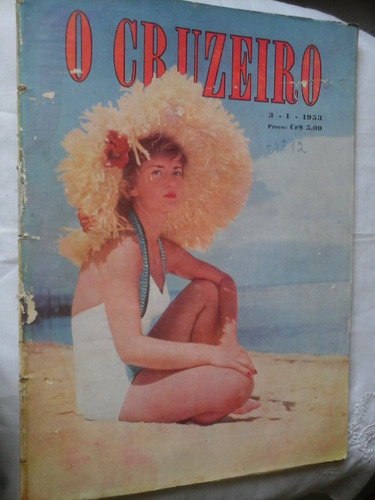 O CRUZEIRO
3 - 1 - 1953
Preço: Cr$ 5,00